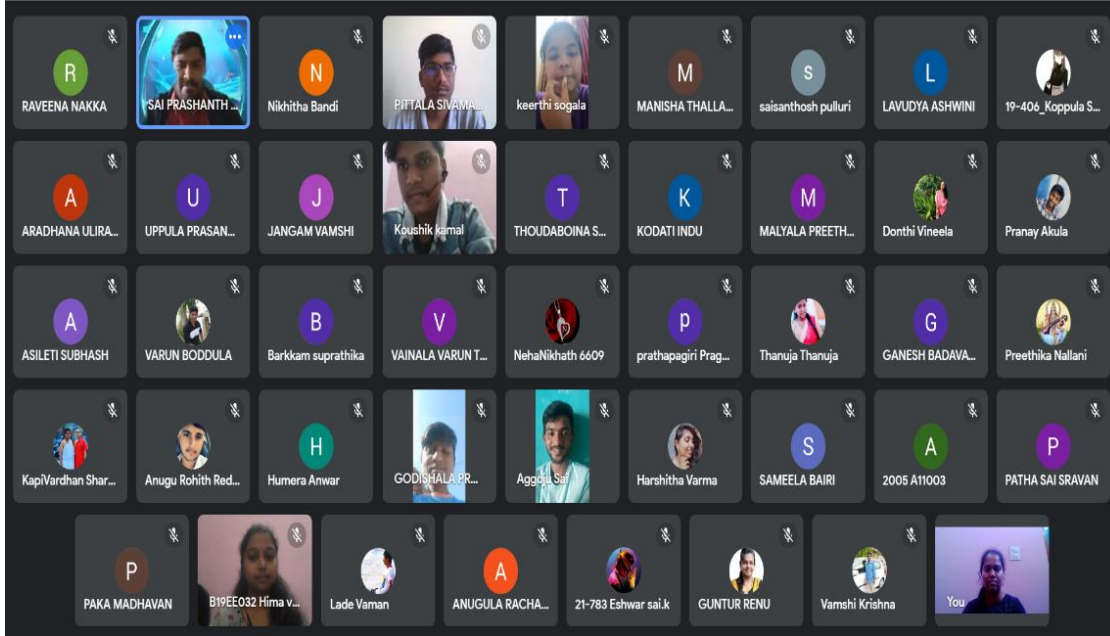 R
RAVEENA NAKKA
SAI PRASHANTH ...
N
Nikhitha Bandi
PITTALA SIVAMA...
keerthi sogala
M
MANISHA THALLA...
s
saisanthosh pulluri
L
LAVUDYA ASHWINI
19-406_Koppula S...
A
ARADHANA ULIRA...
U
UPPULA PRASAN...
J
JANGAM VAMSHI
Koushik kamal
T
THOUDABOINA S...
K
KODATI INDU
M
MALYALA PREETH...
Donthi Vineela
Pranay Akula
A
ASILETI SUBHASH
VARUN BODDULA
B
Barkkam suprathika
V
VAINALA VARUN T...
NehaNikhath 6609
p
prathapagiri Prag...
Thanuja Thanuja
G
GANESH BADAVA...
Preethika Nallani
KapiVardhan Shar...
Anugu Rohith Red...
H
Humera Anwar
GODISHALA PR...
Aggoju Sai
Harshitha Varma
S
SAMEELA BAIRI
A
2005 A11003
P
PATHA SAI SRAVAN
P
PAKA MADHAVAN
B19EE032 Hima v...
Lade Vaman
A
ANUGULA RACHA...
21-783 Eshwar sai.k
GUNTUR RENU
Vamshi Krishna
You